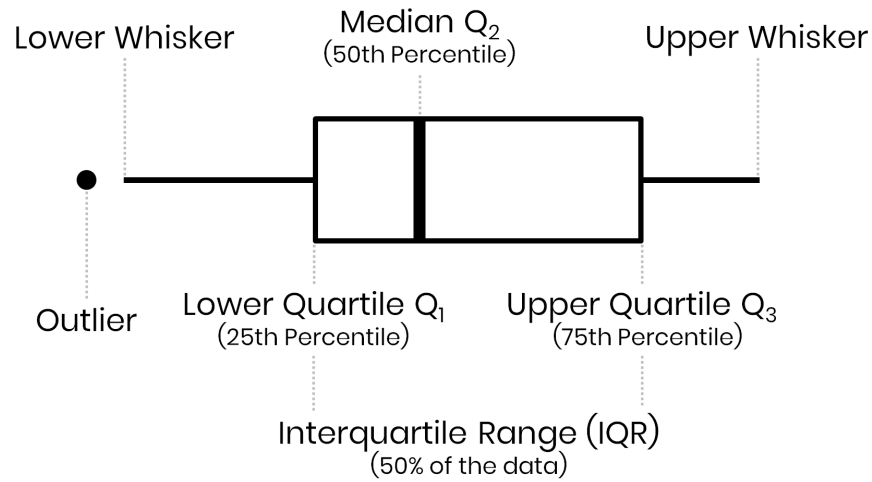 Lower Whisker
Median Q₂
(50th Percentile)
Upper Whisker
Outlier
Lower Quartile Q₁
(25th Percentile)
Upper Quartile Q₃
(75th Percentile)
Interquartile Range (IQR)
(50% of the data)